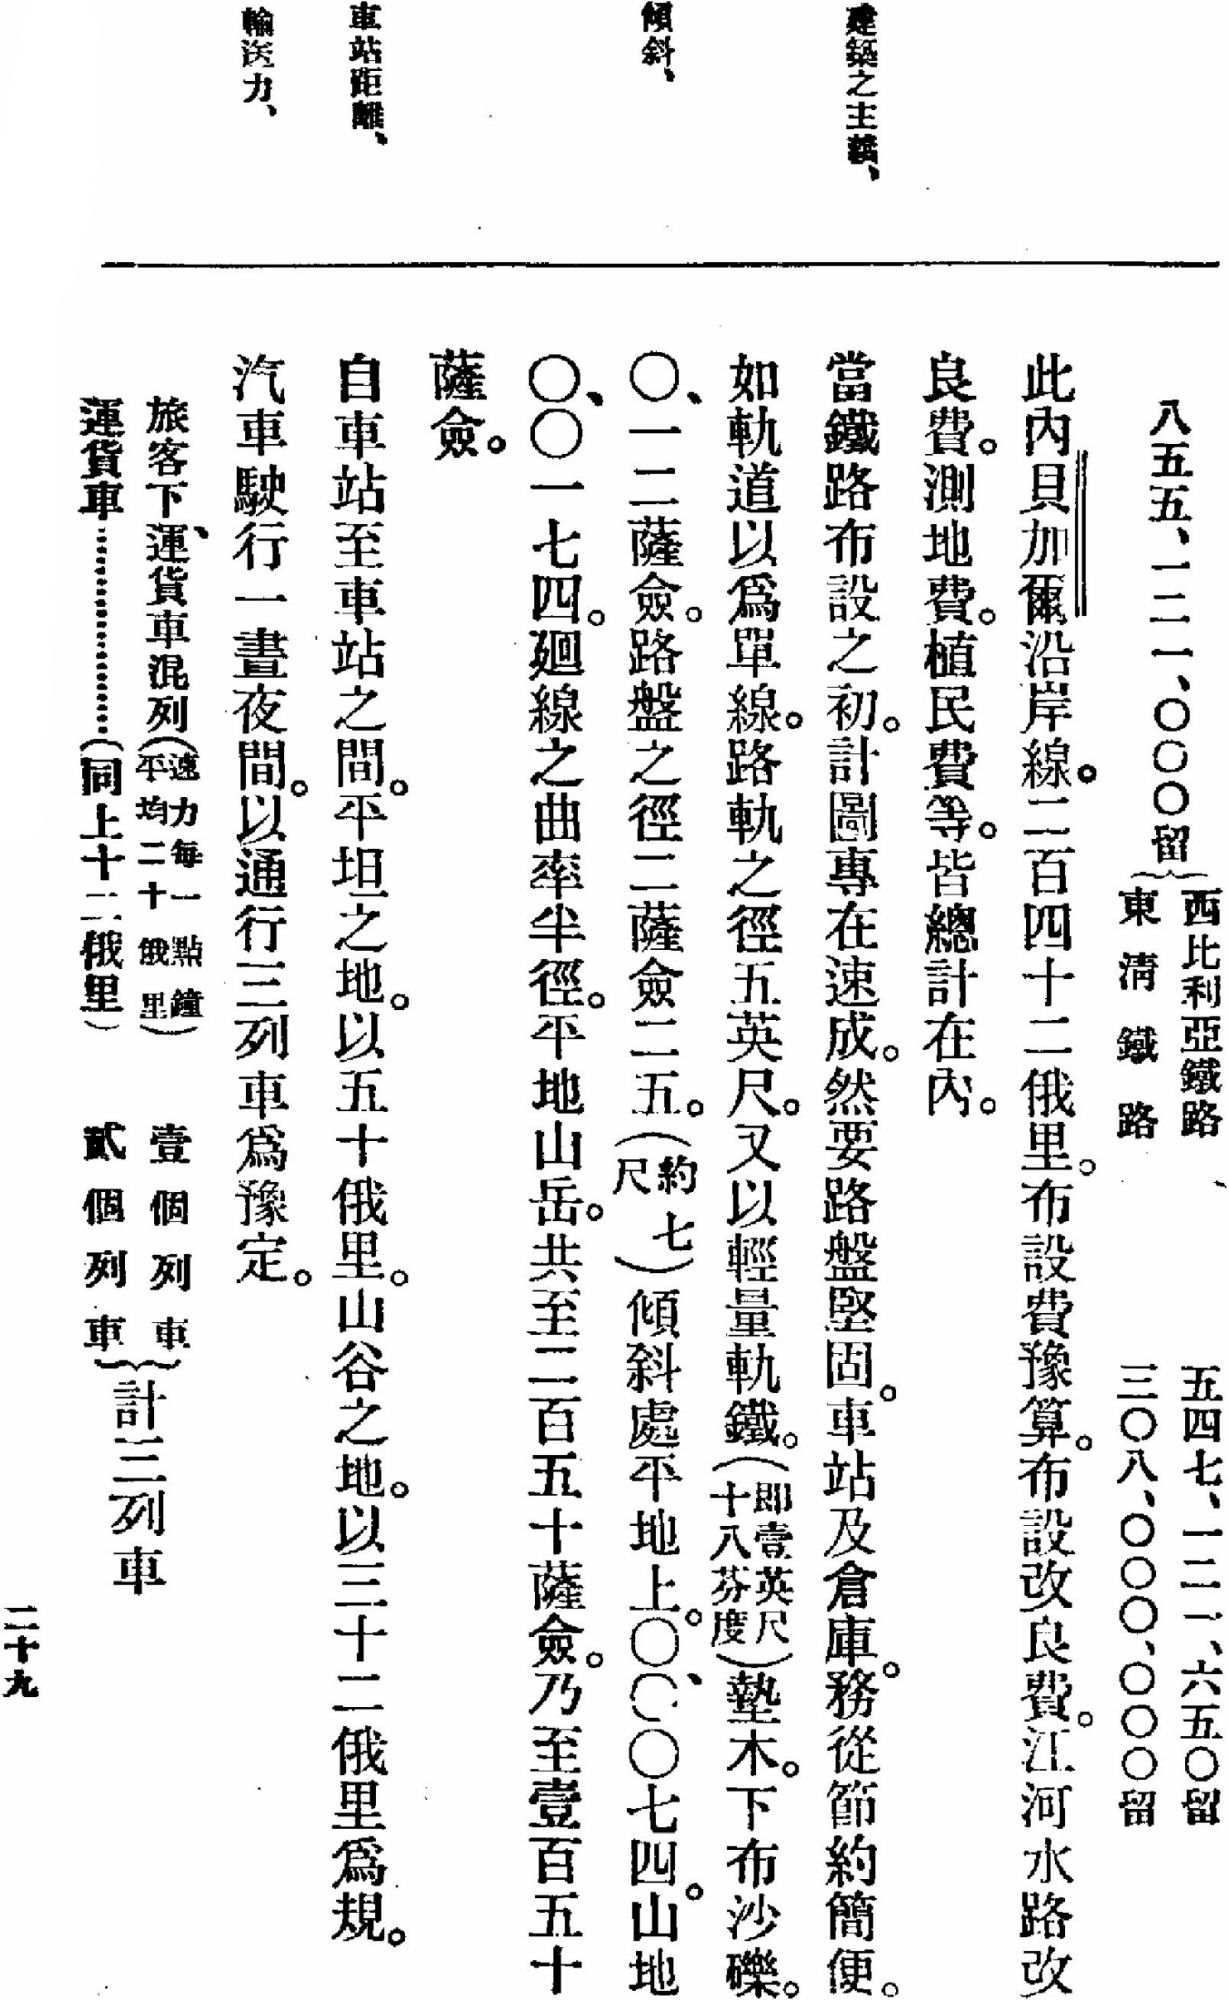 建築之主義、
傾斜、
車站距離、
輸送力、
八五五、一二一、〇〇〇留
西比利亞鐵路 五四七、一二一、六五〇留
東淸鐵路 三〇八、〇〇〇、〇〇〇留
此內貝加爾沿岸線。二百四十二俄里。布設費豫算。布設改良費。江河水路改
良費。測地費。植民費等。皆總計在內。
當鐵路布設之初。計圖專在速成。然要路盤堅固。車站及倉庫。務從節約簡便。
如軌道以爲單線。路軌之徑五英尺。又以輕量軌鐵。(即壹英尺十八芬度)墊木。下布沙礫。
〇、一二薩僉。路盤之徑二薩僉二五。(約七尺)傾斜處平地上。〇、〇〇七四。山地
〇、〇一七四。廻線之曲率半徑。平地山岳。共至二百五十薩僉。乃至壹百五十
薩僉。
自車站至車站之間。平坦之地。以五十俄里。山谷之地。以三十二俄里爲規。
汽車駛行一晝夜間。以通行三列車爲豫定。
旅客下、運貨車混列(速力每一點鐘平均二十俄里) 壹個列車
運貨車……………(同上十二俄里) 貳個列車
計三列車
二十九